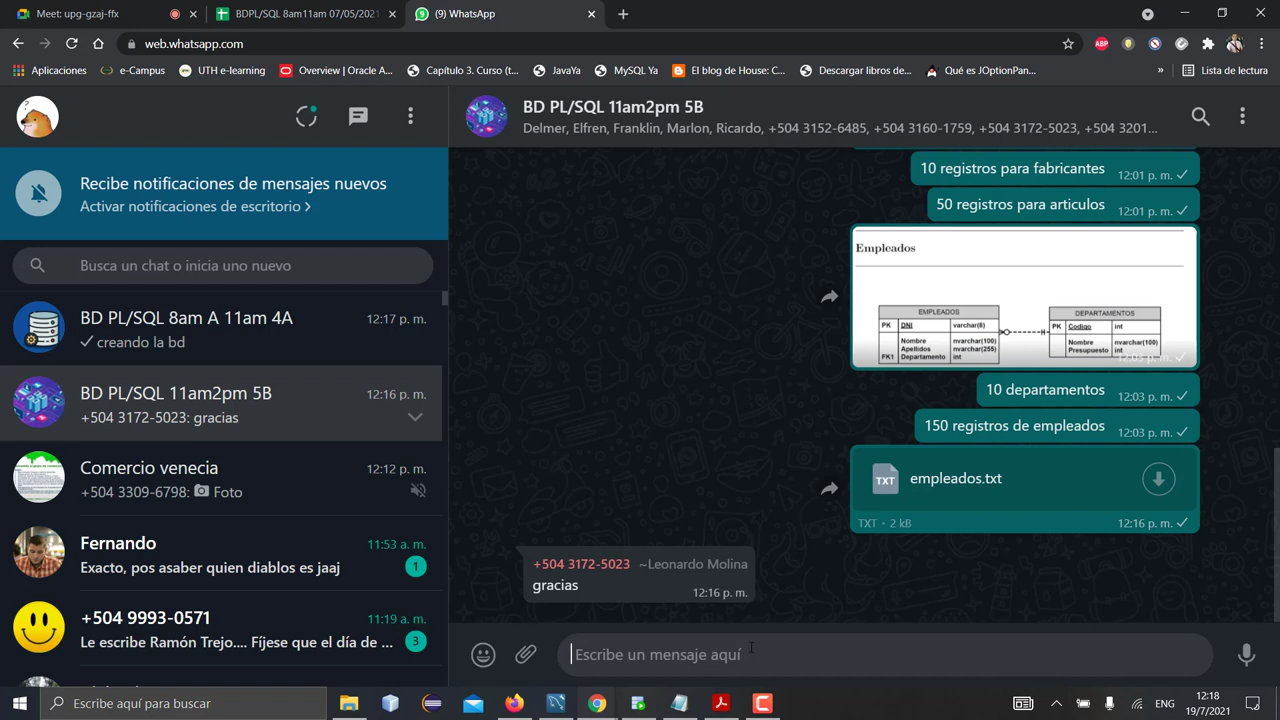 Meet: upg-gzaj-ffx
BDPL/SQL 8am11am 07/05/2021
(9) WhatsApp
web.whatsapp.com
ABP
Aplicaciones
e-Campus
UTH e-learning
Overview | Oracle A...
Capítulo 3. Curso (t...
JavaYa
MySQL Ya
El blog de House: C...
Descargar libros de...
Qué es JOptionPan...
»
Lista de lectura
BD PL/SQL 11am2pm 5B
Delmer, Elfren, Franklin, Marlon, Ricardo, +504 3152-6485, +504 3160-1759, +504 3172-5023, +504 3201...
Recibe notificaciones de mensajes nuevos
Activar notificaciones de escritorio >
Busca un chat o inicia uno nuevo
BD PL/SQL 8am A 11am 4A
12:17 p. m.
creando la bd
BD PL/SQL 11am2pm 5B
12:16 p. m.
+504 3172-5023: gracias
Comercio venecia
12:12 p. m.
+504 3309-6798: Foto
Fernando
11:53 a. m.
Exacto, pos asaber quien diablos es jaaj
1
+504 9993-0571
11:19 a. m.
Le escribe Ramón Trejo.... Fíjese que el día de ...
3
10 registros para fabricantes
12:01 p. m.
50 registros para articulos
12:01 p. m.
Empleados
EMPLEADOS
PK DNI varchar(8)
Nombre nvarchar(100)
Apellidos nvarchar(255)
FK1 Departamento int
DEPARTAMENTOS
PK Codigo int
Nombre nvarchar(100)
Presupuesto int
12:03 p. m.
10 departamentos
12:03 p. m.
150 registros de empleados
12:03 p. m.
TXT
empleados.txt
TXT • 2 kB
12:16 p. m.
+504 3172-5023 ~Leonardo Molina
gracias
12:16 p. m.
Escribe un mensaje aquí
Escribe aquí para buscar
ENG
12:18
19/7/2021